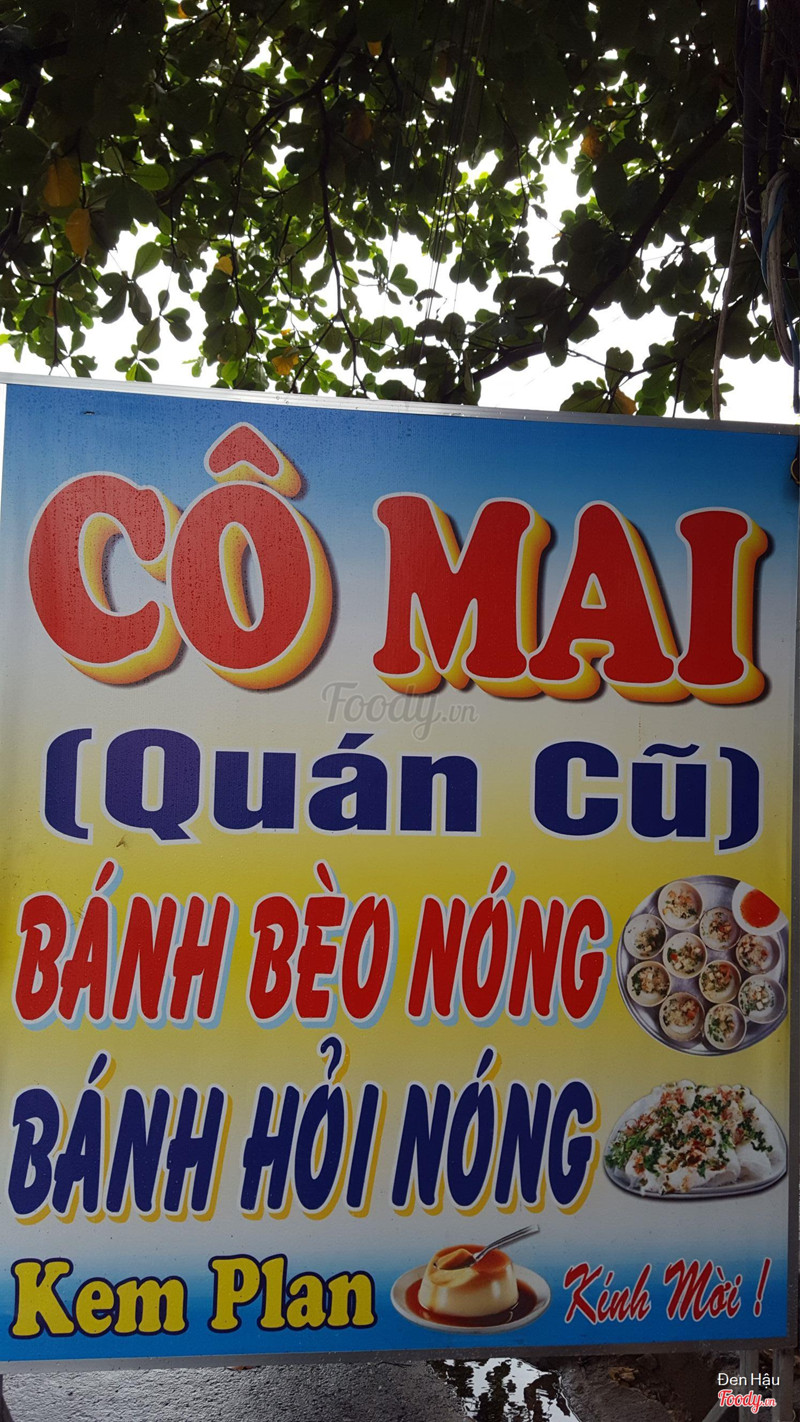 CÔ MAI
Foody.vn
(Quán Cũ)
BÁNH BÈO NÓNG
BÁNH HỎI NÓNG
Kem Plan
Kính Mời !
Đen Hậu
Foody.vn